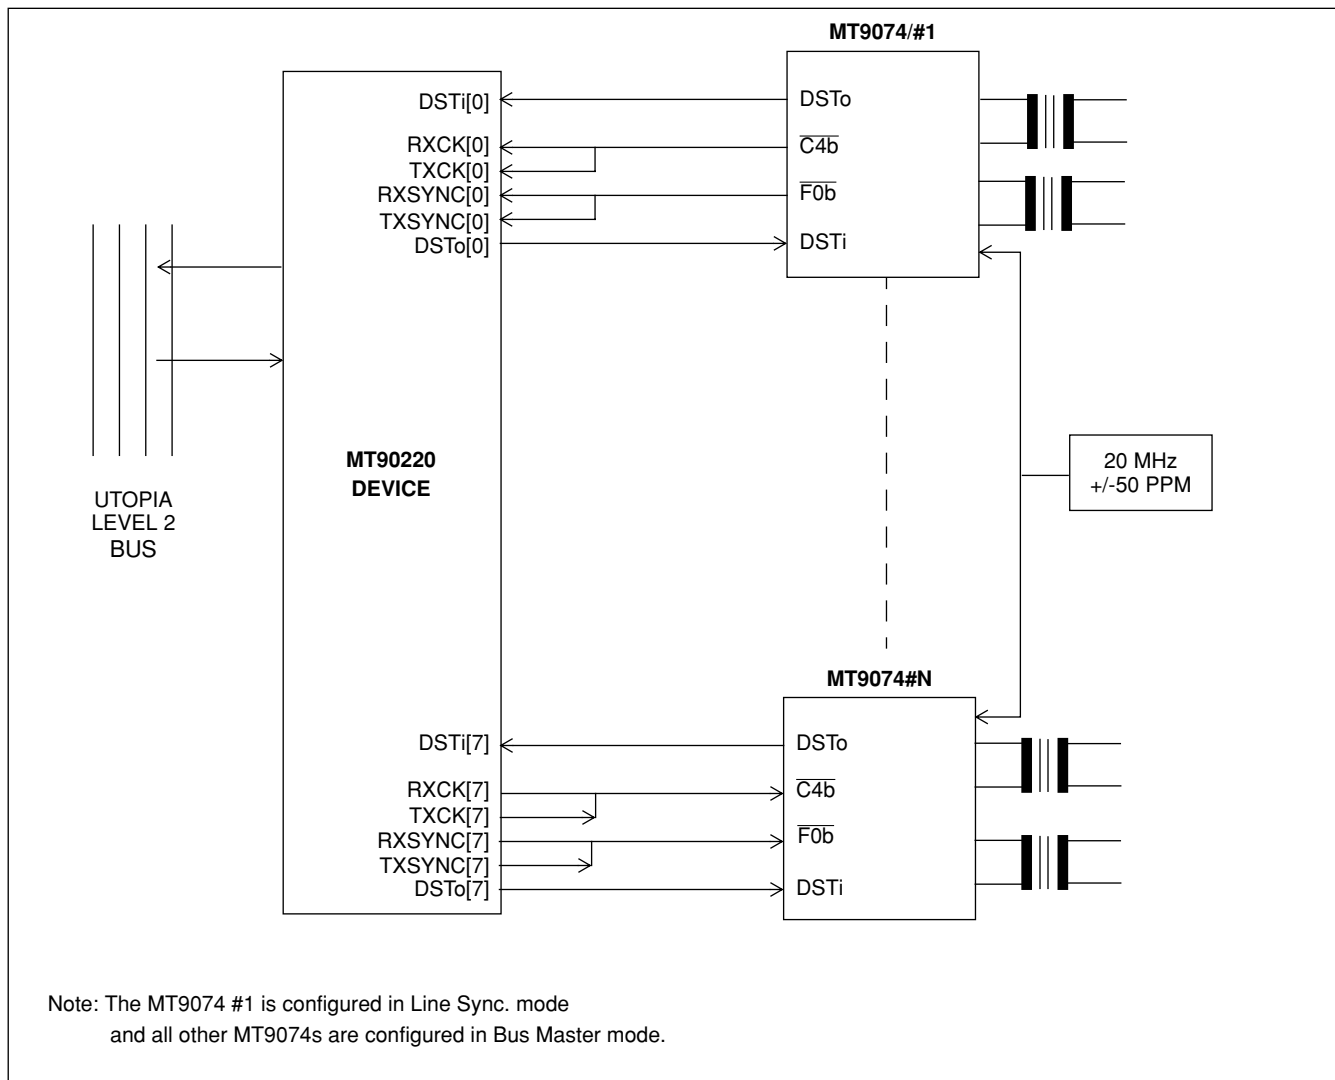 MT9074/#1
DSTi[0]
RXCK[0]
TXCK[0]
RXSYNC[0]
TXSYNC[0]
DSTo[0]
DSTo
C4b
F0b
DSTi
MT90220
DEVICE
UTOPIA
LEVEL 2
BUS
20 MHz
+/-50 PPM
MT9074#N
DSTi[7]
RXCK[7]
TXCK[7]
RXSYNC[7]
TXSYNC[7]
DSTo[7]
DSTo
C4b
F0b
DSTi
Note: The MT9074 #1 is configured in Line Sync. mode
and all other MT9074s are configured in Bus Master mode.